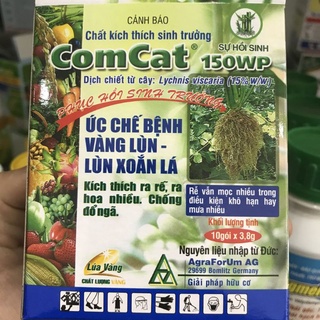 CẢNH BÁO
Chất kích thích sinh trưởng
SỰ HỒI SINH
ComCat® 150WP
Dịch chiết từ cây: Lychnis viscaria (15% w/w)
PHỤC HỒI SINH TRƯỞNG
ỨC CHẾ BỆNH
VÀNG LÙN -
LÙN XOẮN LÁ
Kích thích ra rễ, ra
hoa nhiều. Chống
đổ ngã.
Rễ vẫn mọc nhiều trong
điều kiện khô hạn hay
mưa nhiều
Khối lượng tịnh
10gói x 3.8g
Nguyên liệu nhập từ Đức:
AgraForUm AG
29699 Bomlitz Germany
Giải pháp hữu cơ
Lúa Vàng
CHẤT LƯỢNG VÀNG